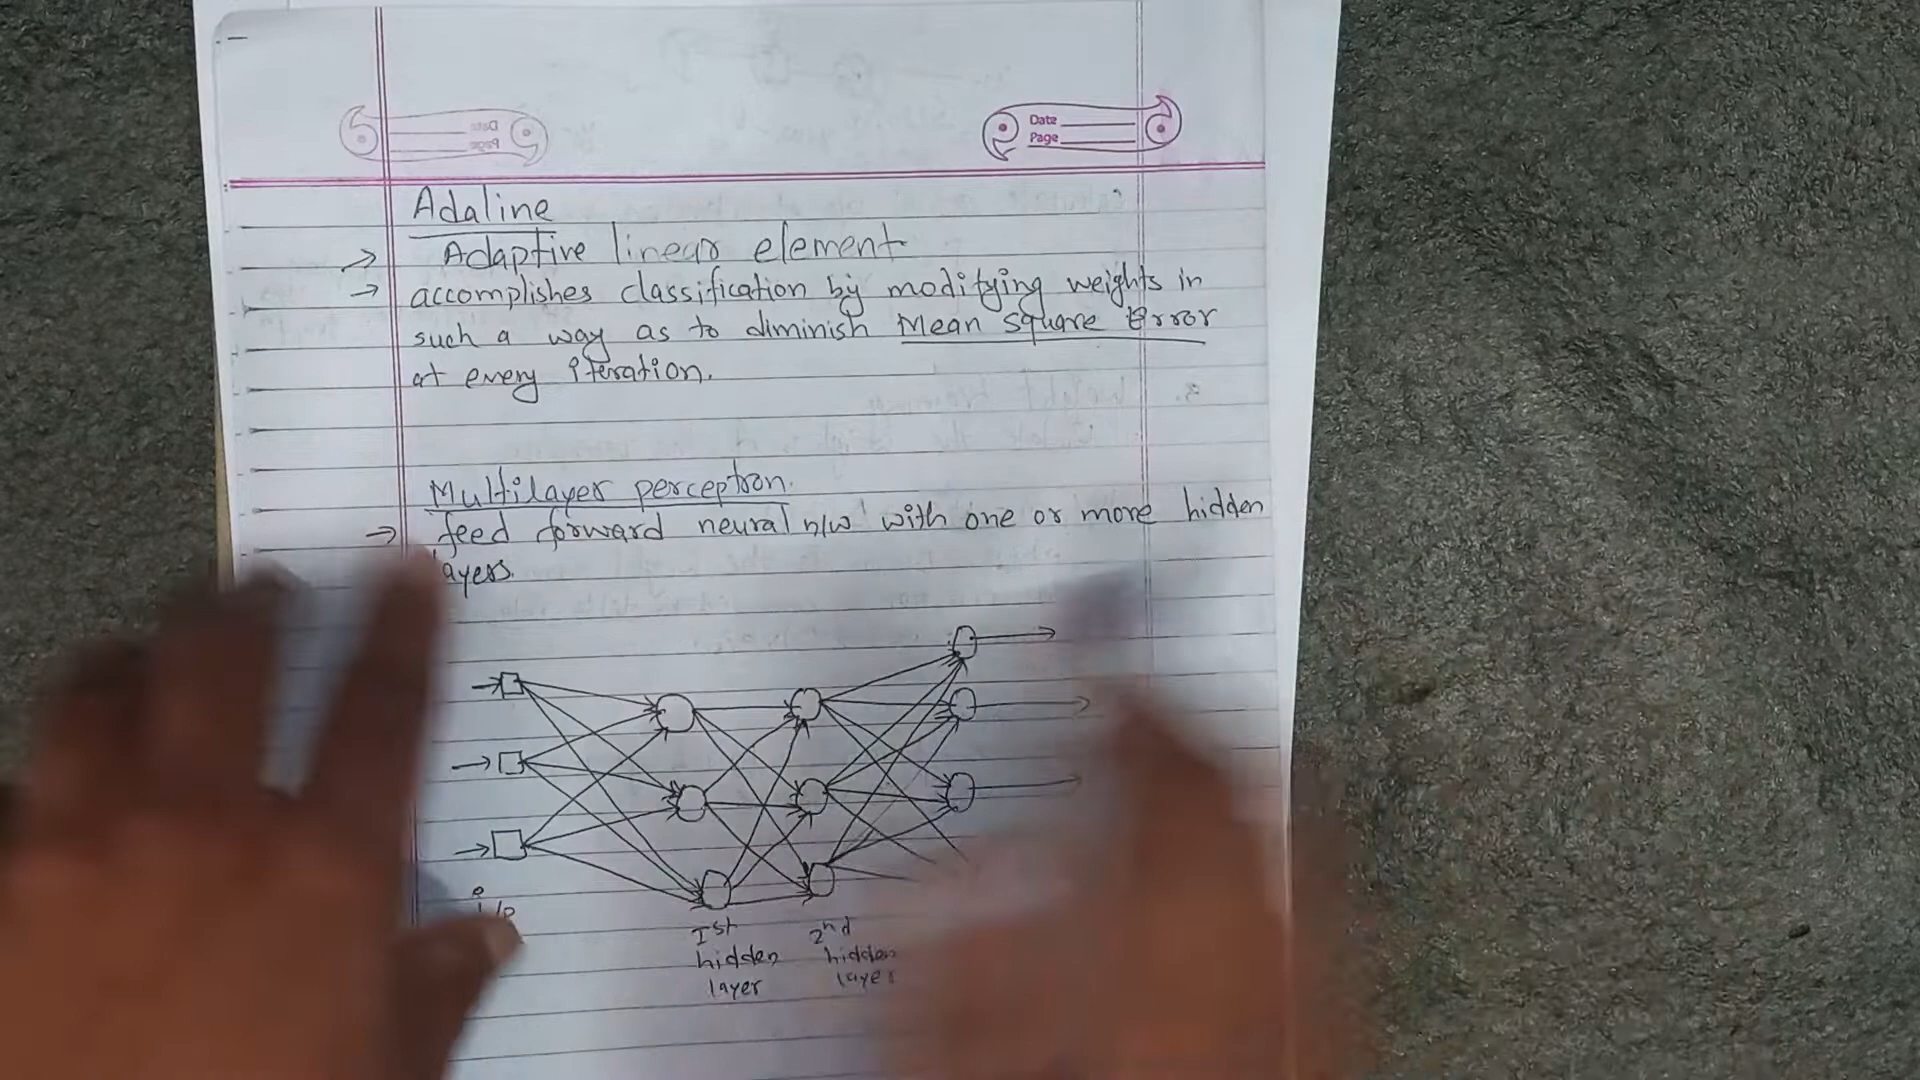 Date
Page
Adaline
→ Adaptive linear element
→ accomplishes classification by modifying weights in
such a way as to diminish Mean square Error
at every iteration.
Multilayer perceptron.
→ feed forward neural n/w with one or more hidden
layers.
i/p
Ist hidden layer
2nd hidden layer